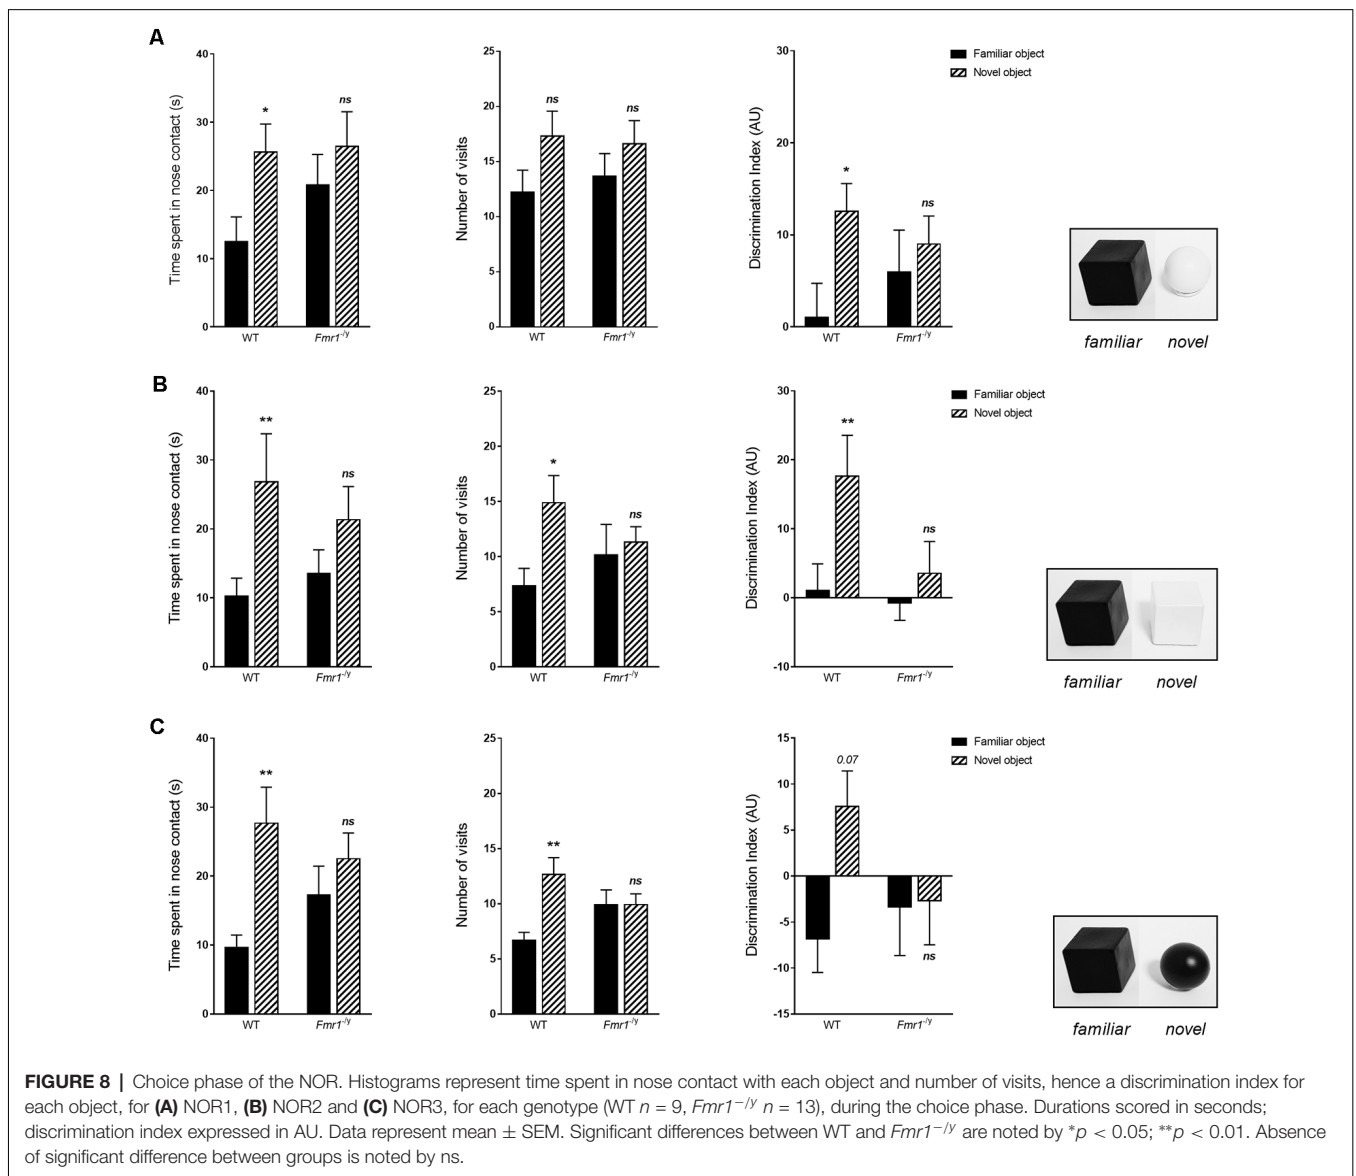 A
40
30
20
10
0
Time spent in nose contact (s)
*
ns
WT
Fmr1-/y
25
20
15
10
5
0
Number of visits
ns
ns
WT
Fmr1-/y
30
20
10
0
Discrimination Index (AU)
*
ns
WT
Fmr1-/y
Familiar object
Novel object
familiar novel
B
40
30
20
10
0
Time spent in nose contact (s)
**
ns
WT
Fmr1-/y
25
20
15
10
5
0
Number of visits
*
ns
WT
Fmr1-/y
30
20
10
0
-10
Discrimination Index (AU)
**
ns
WT
Fmr1-/y
Familiar object
Novel object
familiar novel
C
40
30
20
10
0
Time spent in nose contact (s)
**
ns
WT
Fmr1-/y
25
20
15
10
5
0
Number of visits
**
ns
WT
Fmr1-/y
15
10
5
0
-5
-10
-15
Discrimination Index (AU)
0.07
ns
WT
Fmr1-/y
Familiar object
Novel object
familiar novel
FIGURE 8 | Choice phase of the NOR. Histograms represent time spent in nose contact with each object and number of visits, hence a discrimination index for
each object, for (A) NOR1, (B) NOR2 and (C) NOR3, for each genotype (WT n = 9, Fmr1−/y n = 13), during the choice phase. Durations scored in seconds;
discrimination index expressed in AU. Data represent mean ± SEM. Significant differences between WT and Fmr1−/y are noted by *p < 0.05; **p < 0.01. Absence
of significant difference between groups is noted by ns.